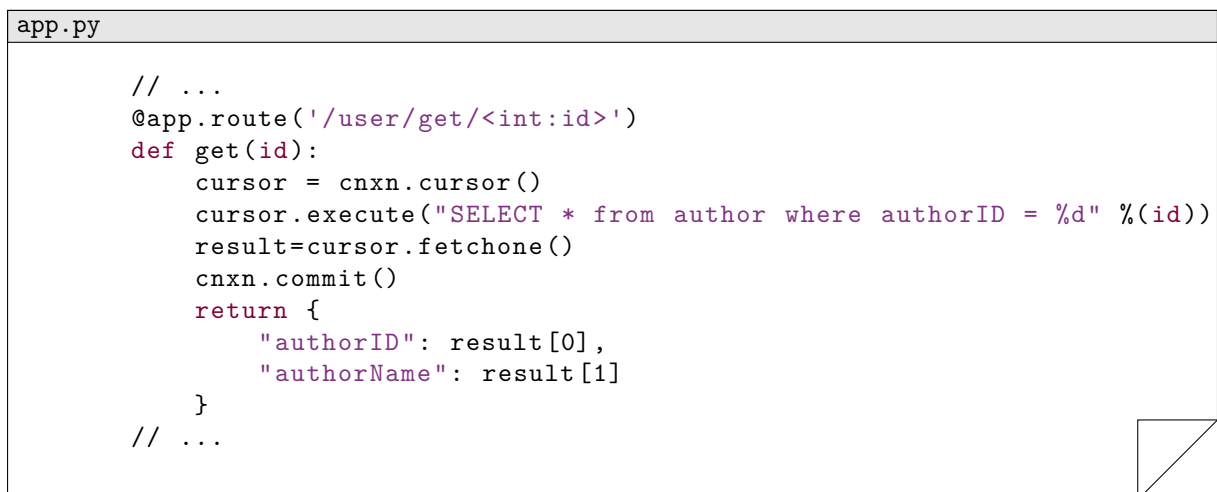 app.py
// ...
@app.route('/user/get/<int:id>')
def get(id):
    cursor = cnxn.cursor()
    cursor.execute("SELECT * from author where authorID = %d" %(id))
    result=cursor.fetchone()
    cnxn.commit()
    return {
        "authorID": result[0],
        "authorName": result[1]
    }
// ...